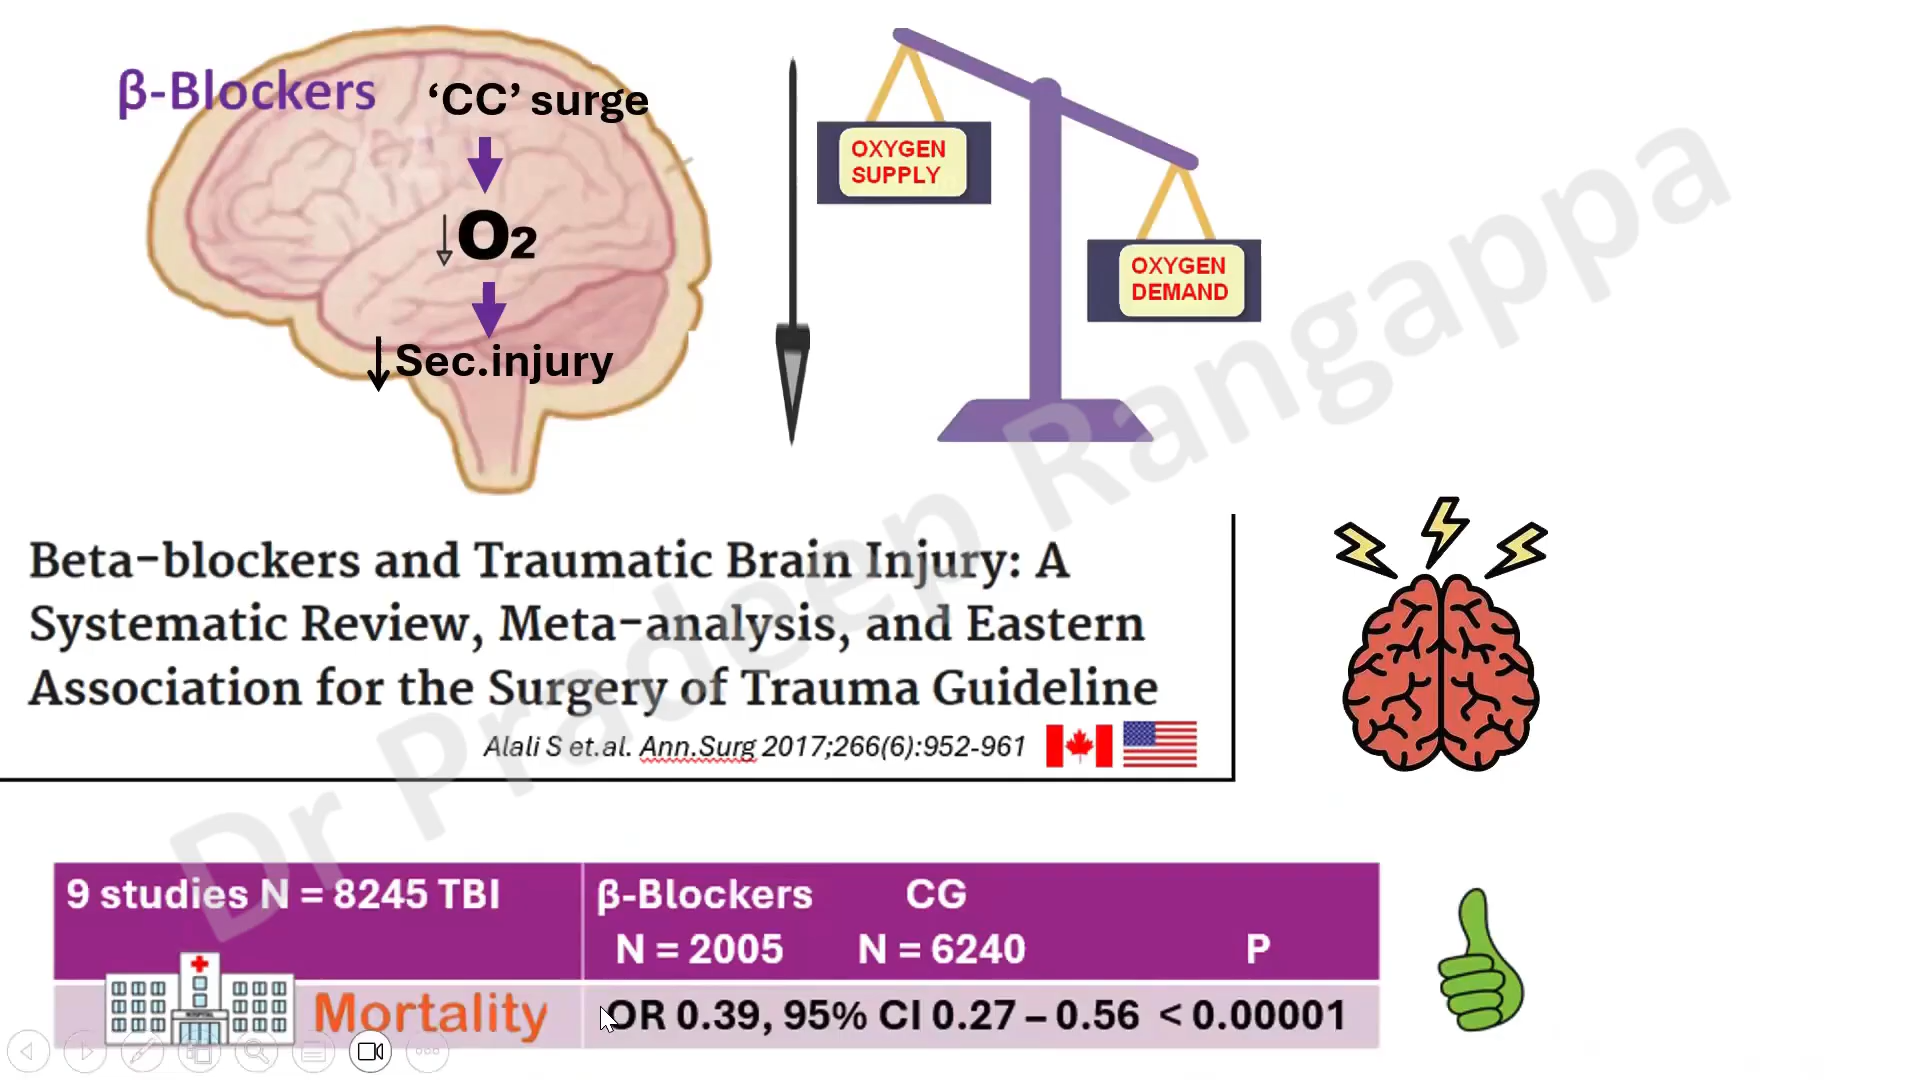 β-Blockers
‘CC’ surge
↓O2
↓Sec.injury
OXYGEN
SUPPLY
OXYGEN
DEMAND
Beta-blockers and Traumatic Brain Injury: A
Systematic Review, Meta-analysis, and Eastern
Association for the Surgery of Trauma Guideline
Alali S et.al. Ann.Surg 2017;266(6):952-961
Dr Pradeep Rangappa
9 studies N = 8245 TBI
β-Blockers CG
N = 2005 N = 6240 P
HOSPITAL
Mortality
OR 0.39, 95% CI 0.27 – 0.56 < 0.00001